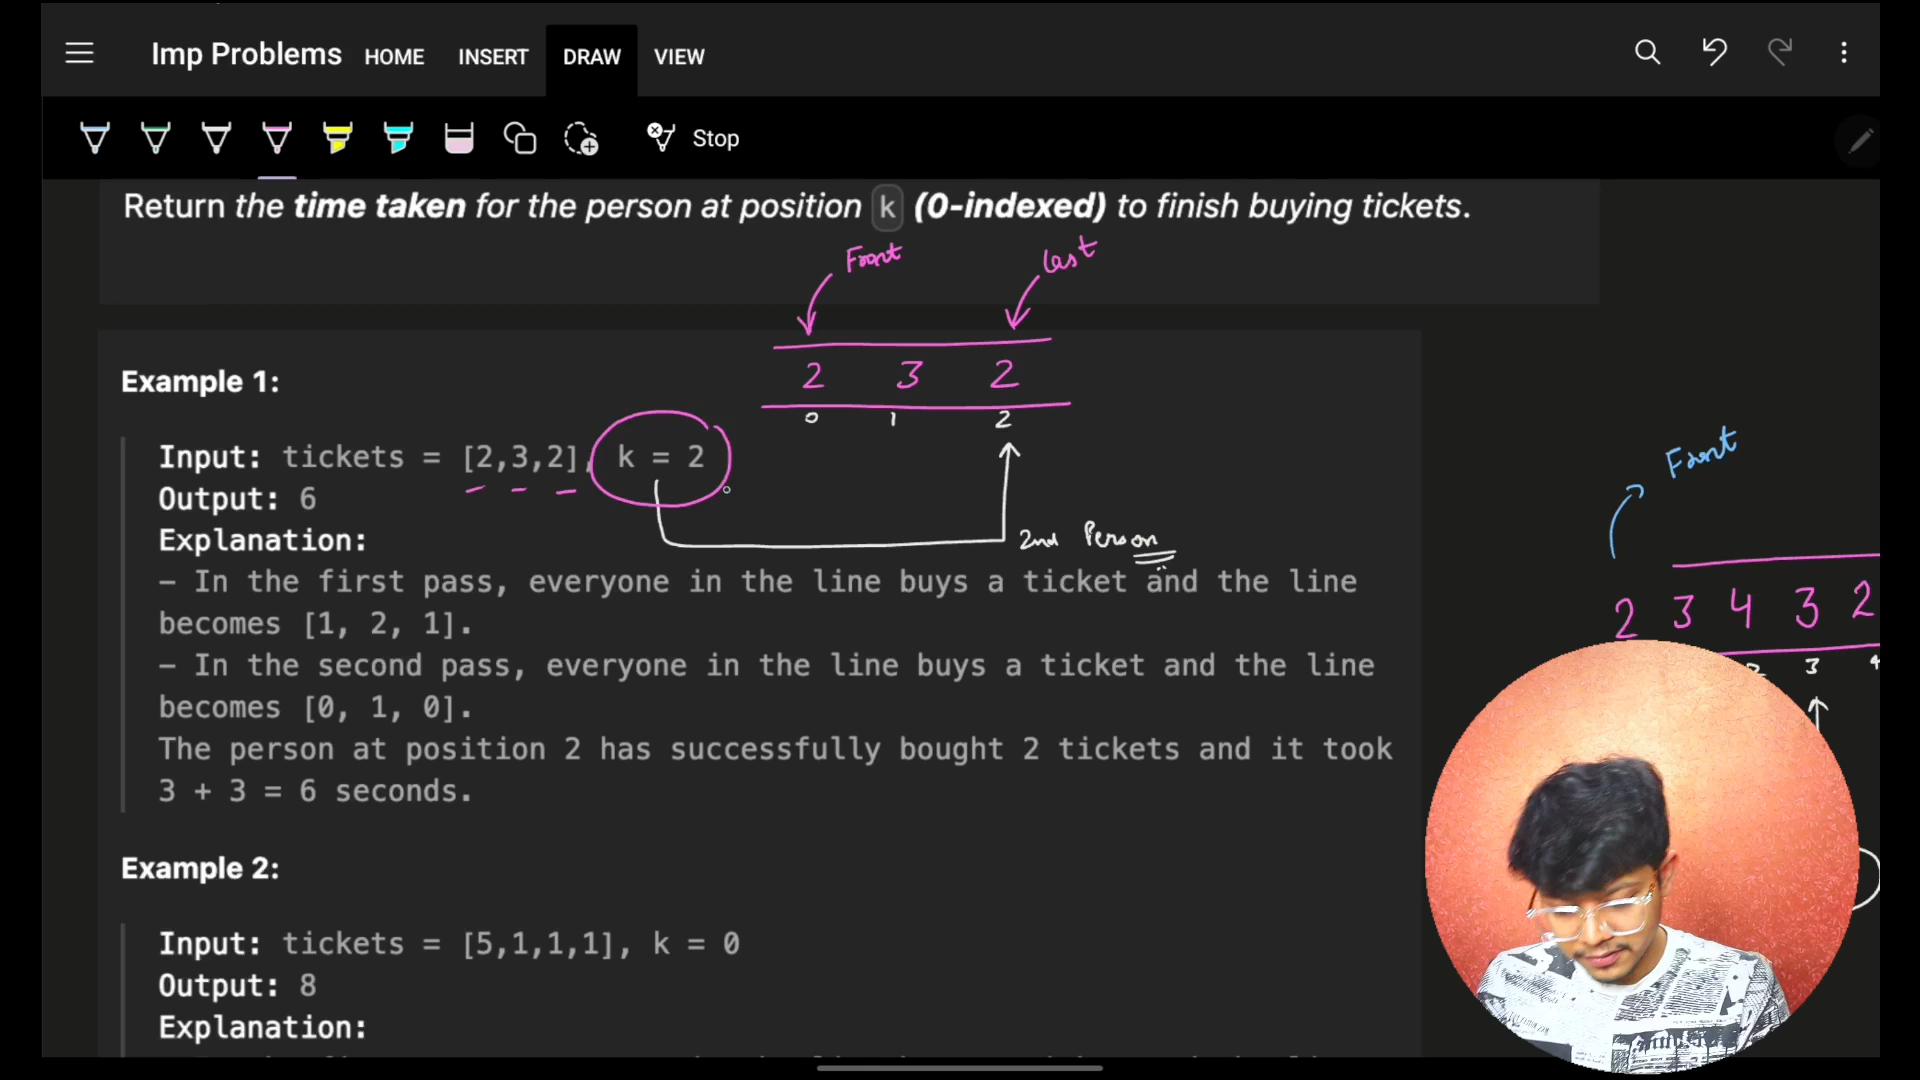 Imp Problems HOME INSERT DRAW VIEW
Stop
Return the time taken for the person at position k (0-indexed) to finish buying tickets.
Front
last
2 3 2
0 1 2
Example 1:
Input: tickets = [2,3,2], k = 2
Output: 6
2nd Person
Explanation:
– In the first pass, everyone in the line buys a ticket and the line
becomes [1, 2, 1].
– In the second pass, everyone in the line buys a ticket and the line
becomes [0, 1, 0].
The person at position 2 has successfully bought 2 tickets and it took
3 + 3 = 6 seconds.
Front
2 3 4 3 2
2 3 4
Example 2:
Input: tickets = [5,1,1,1], k = 0
Output: 8
Explanation: